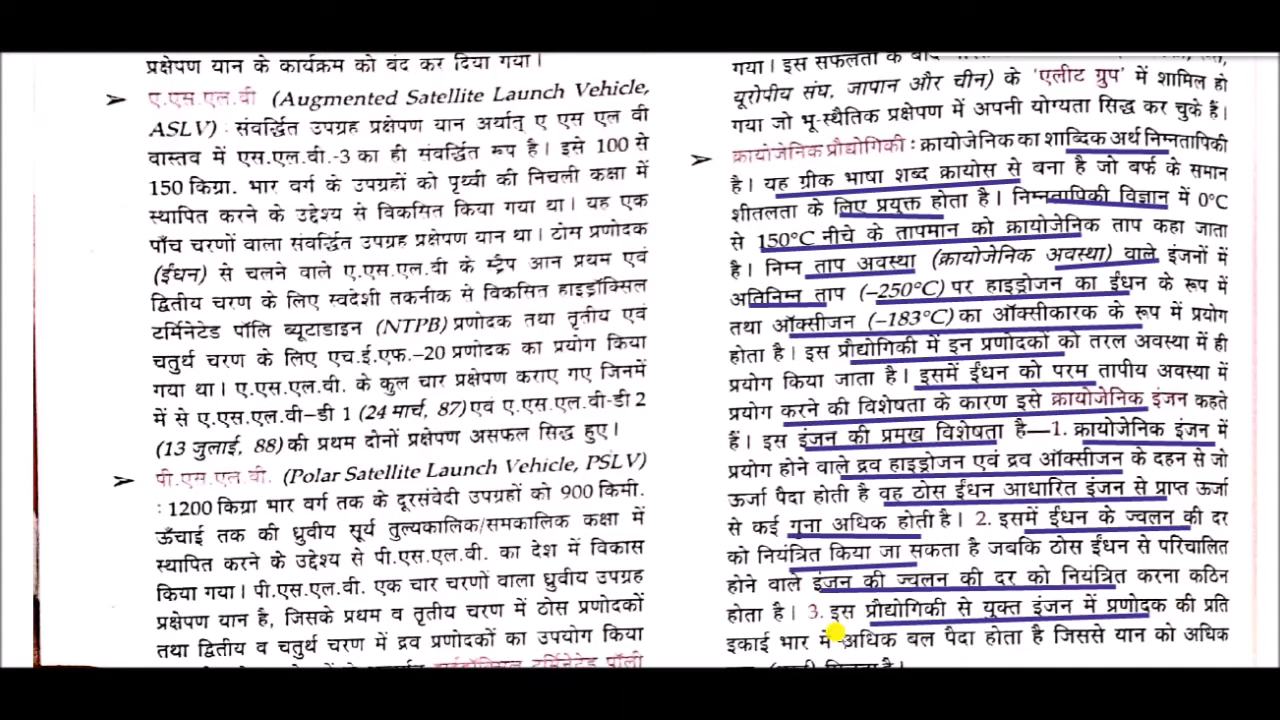 प्रक्षेपण यान के कार्यक्रम को बंद कर दिया गया।
➤ ए.एस.एल.वी (Augmented Satellite Launch Vehicle,
ASLV) : संवर्द्धित उपग्रह प्रक्षेपण यान अर्थात् ए एस एल वी
वास्तव में एस.एल.वी.-3 का ही संवर्द्धित रूप है। इसे 100 से
150 किग्रा. भार वर्ग के उपग्रहों को पृथ्वी की निचली कक्षा में
स्थापित करने के उद्देश्य से विकसित किया गया था। यह एक
पाँच चरणों वाला संवर्द्धित उपग्रह प्रक्षेपण यान था। टोम प्रणोदक
(ईंधन) से चलने वाले ए.एस.एल.वी के स्ट्रैप आन प्रथम एवं
द्वितीय चरण के लिए स्वदेशी तकनीक से विकसित हाइड्रॉक्सिल
टर्मिनेटेड पॉलि ब्यूटाडाइन (NTPB) प्रणोदक तथा तृतीय एवं
चतुर्थ चरण के लिए एच.ई.एफ.–20 प्रणोदक का प्रयोग किया
गया था। ए.एस.एल.वी. के कुल चार प्रक्षेपण कराए गए जिनमें
में से ए.एस.एल.वी–डी 1 (24 मार्च, 87) एवं ए.एस.एल.वी-डी 2
(13 जुलाई, 88) की प्रथम दोनों प्रक्षेपण असफल सिद्ध हुए।
➤ पी.एस.एल.वी. (Polar Satellite Launch Vehicle, PSLV)
: 1200 किग्रा भार वर्ग तक के दूरसंवेदी उपग्रहों को 900 किमी.
ऊँचाई तक की ध्रुवीय सूर्य तुल्यकालिक/समकालिक कक्षा में
स्थापित करने के उद्देश्य से पी.एस.एल.वी. का देश में विकास
किया गया। पी.एस.एल.वी. एक चार चरणों वाला ध्रुवीय उपग्रह
प्रक्षेपण यान है, जिसके प्रथम व तृतीय चरण में ठोस प्रणोदकों
तथा द्वितीय व चतुर्थ चरण में द्रव प्रणोदकों का उपयोग किया
हाईड्रॉक्सिल टर्मिनेटेड पॉली
गया। इस सफलता के बाद
यूरोपीय संघ, जापान और चीन) के 'एलीट ग्रुप' में शामिल हो
गया जो भू-स्थैतिक प्रक्षेपण में अपनी योग्यता सिद्ध कर चुके हैं।
➤ क्रायोजेनिक प्रौद्योगिकी : क्रायोजेनिक का शाब्दिक अर्थ निम्नतापिकी
है। यह ग्रीक भाषा शब्द क्रायोस से बना है जो बर्फ के समान
शीतलता के लिए प्रयुक्त होता है। निम्नतापिकी विज्ञान में 0°C
से 150°C नीचे के तापमान को क्रायोजेनिक ताप कहा जाता
है। निम्न ताप अवस्था (क्रायोजेनिक अवस्था) वाले इंजनों में
अतिनिम्न ताप (–250°C) पर हाइड्रोजन का ईंधन के रूप में
तथा ऑक्सीजन (–183°C) का ऑक्सीकारक के रूप में प्रयोग
होता है। इस प्रौद्योगिकी में इन प्रणोदकों को तरल अवस्था में ही
प्रयोग किया जाता है। इसमें ईंधन को परम तापीय अवस्था में
प्रयोग करने की विशेषता के कारण इसे क्रायोजेनिक इंजन कहते
हैं। इस इंजन की प्रमुख विशेषता है—1. क्रायोजेनिक इंजन में
प्रयोग होने वाले द्रव हाइड्रोजन एवं द्रव ऑक्सीजन के दहन से जो
ऊर्जा पैदा होती है वह ठोस ईंधन आधारित इंजन से प्राप्त ऊर्जा
से कई गुना अधिक होती है। 2. इसमें ईंधन के ज्वलन की दर
को नियंत्रित किया जा सकता है जबकि ठोस ईंधन से परिचालित
होने वाले इंजन की ज्वलन की दर को नियंत्रित करना कठिन
होता है। 3. इस प्रौद्योगिकी से युक्त इंजन में प्रणोदक की प्रति
इकाई भार में अधिक बल पैदा होता है जिससे यान को अधिक